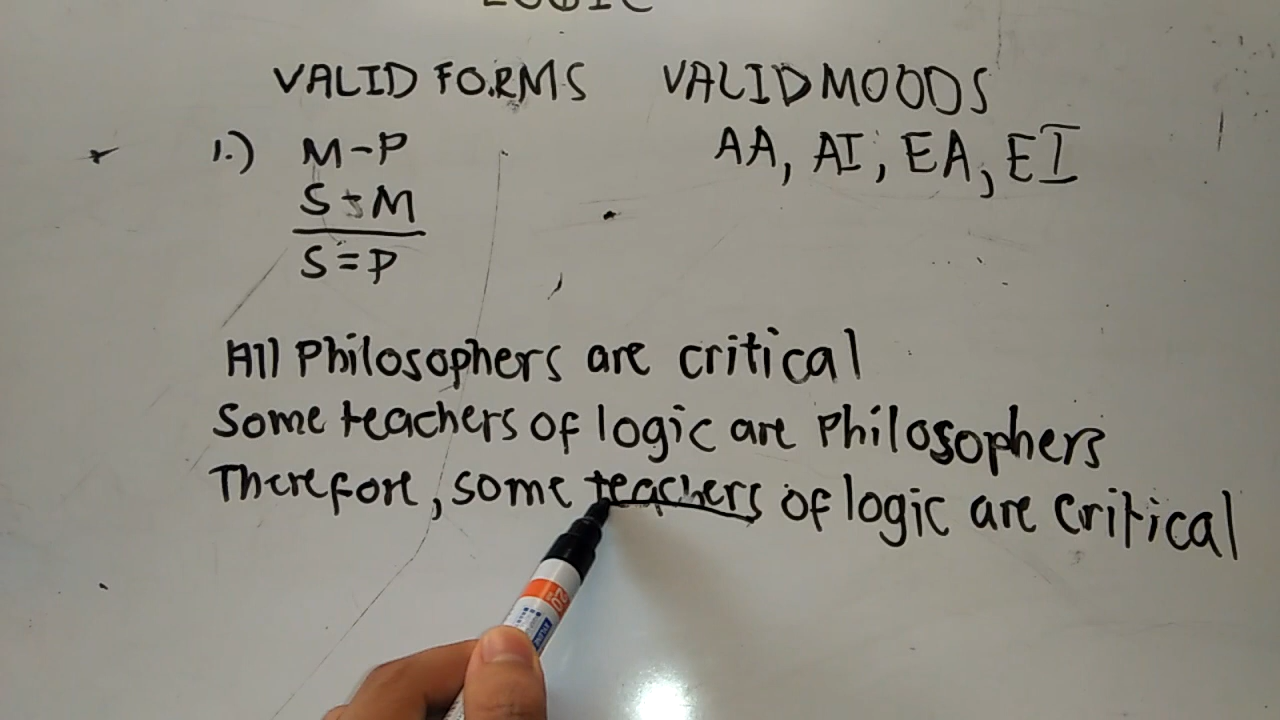 LOGIC
VALID FORMS VALID MOODS
1.) M-P AA, AI, EA, EI
S-M
S=P
All Philosophers are critical
Some teachers of logic are Philosophers
Therefore, some teachers of logic are critical